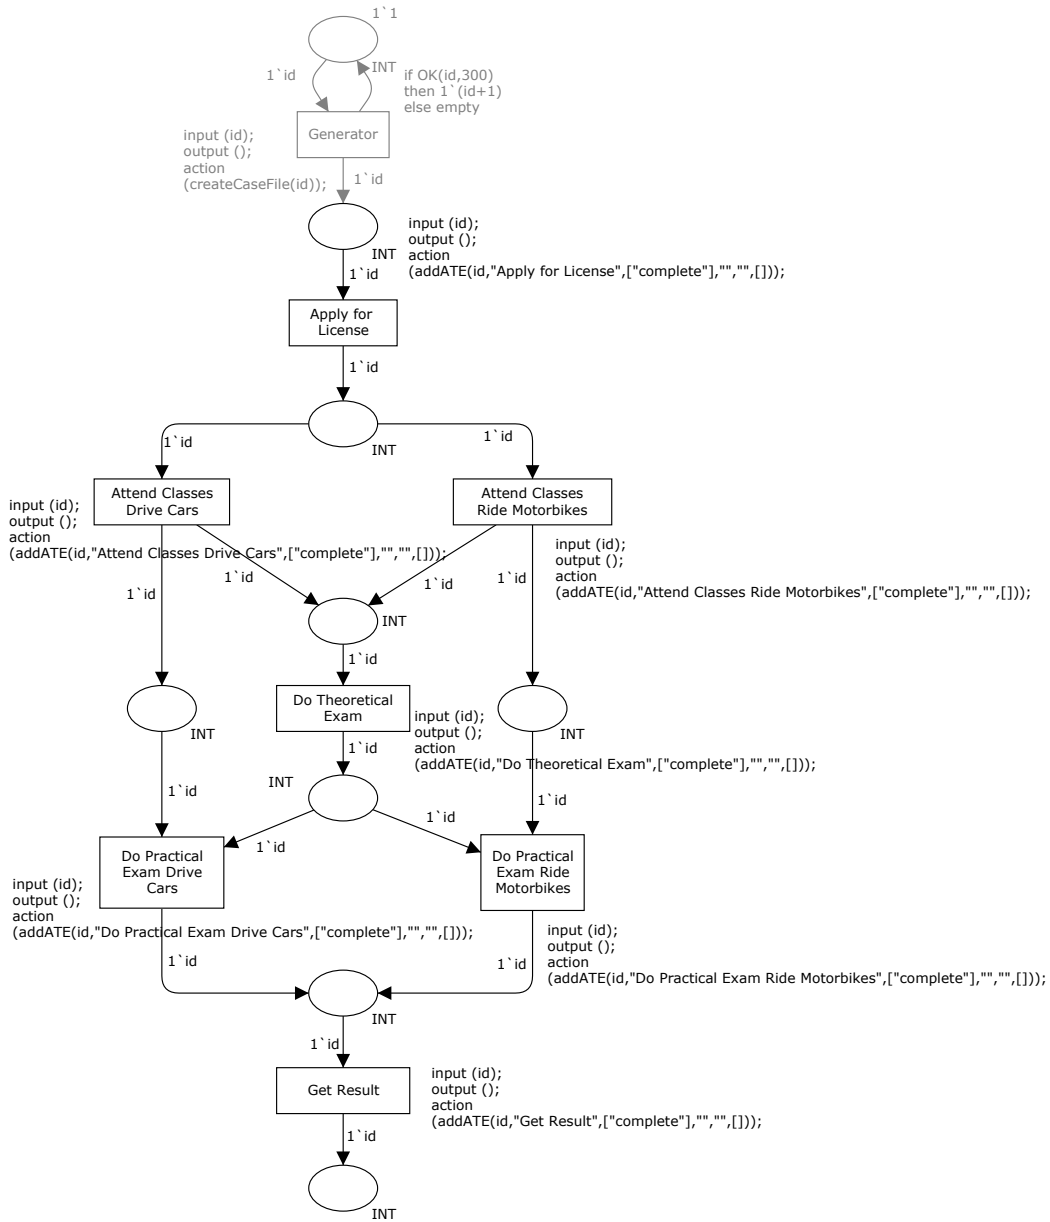 1`1
INT
1`id
if OK(id,300)
then 1`(id+1)
else empty
Generator
input (id);
output ();
action
(createCaseFile(id));
1`id
INT
input (id);
output ();
action
(addATE(id,"Apply for License",["complete"],"","",[]));
1`id
Apply for
License
1`id
INT
1`id
1`id
Attend Classes
Drive Cars
Attend Classes
Ride Motorbikes
input (id);
output ();
action
(addATE(id,"Attend Classes Drive Cars",["complete"],"","",[]));
input (id);
output ();
action
(addATE(id,"Attend Classes Ride Motorbikes",["complete"],"","",[]));
1`id
1`id
1`id
1`id
INT
1`id
Do Theoretical
Exam
input (id);
output ();
action
(addATE(id,"Do Theoretical Exam",["complete"],"","",[]));
INT
INT
1`id
INT
1`id
1`id
1`id
1`id
Do Practical
Exam Drive
Cars
Do Practical
Exam Ride
Motorbikes
input (id);
output ();
action
(addATE(id,"Do Practical Exam Drive Cars",["complete"],"","",[]));
input (id);
output ();
action
(addATE(id,"Do Practical Exam Ride Motorbikes",["complete"],"","",[]));
1`id
1`id
INT
1`id
Get Result
input (id);
output ();
action
(addATE(id,"Get Result",["complete"],"","",[]));
1`id
INT